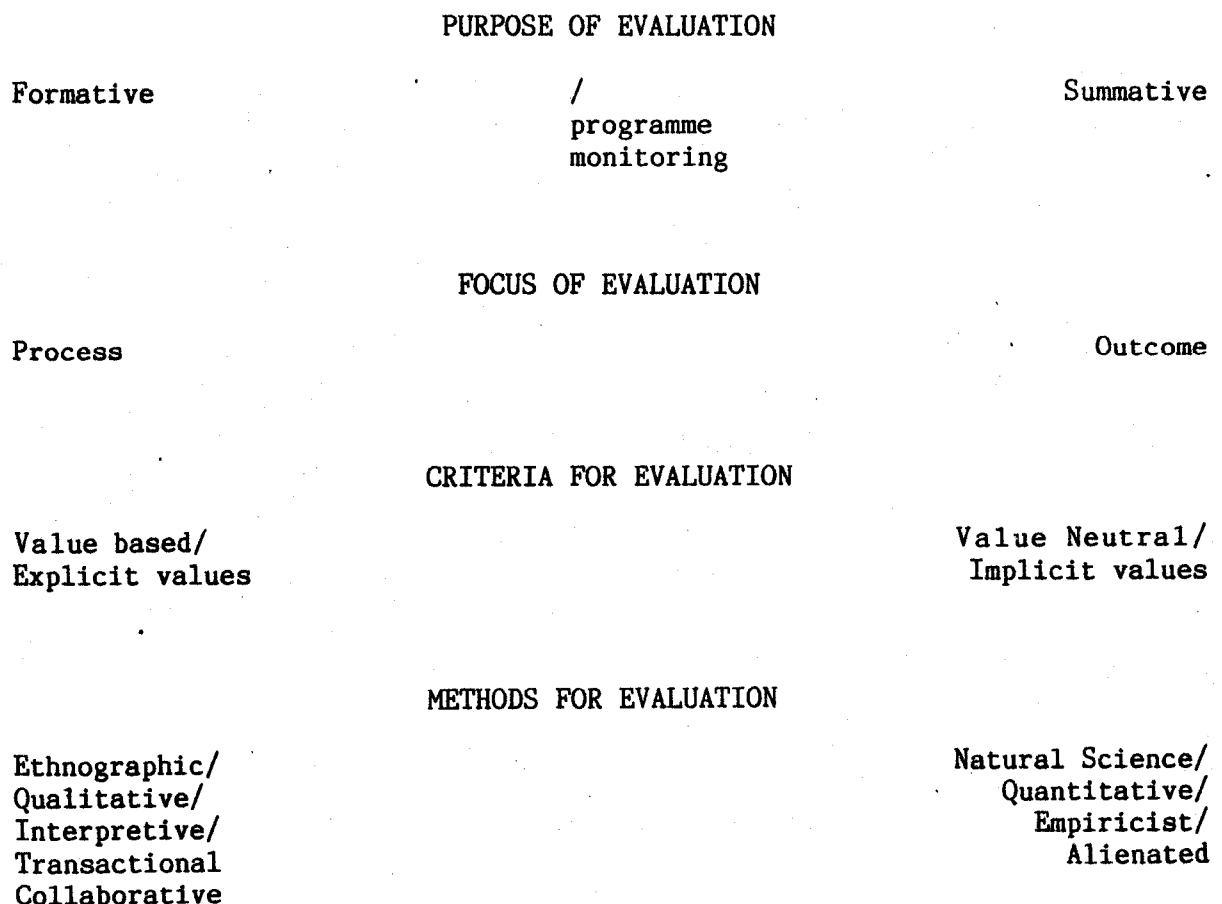 PURPOSE OF EVALUATION
Formative / Summative
programme
monitoring
FOCUS OF EVALUATION
Process Outcome
CRITERIA FOR EVALUATION
Value based/ Value Neutral/
Explicit values Implicit values
METHODS FOR EVALUATION
Ethnographic/ Natural Science/
Qualitative/ Quantitative/
Interpretive/ Empiricist/
Transactional Alienated
Collaborative